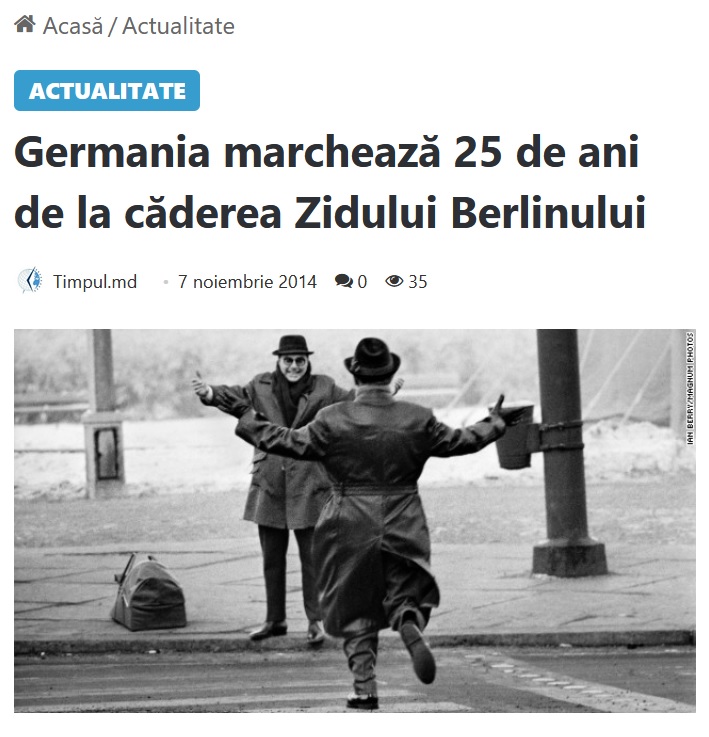 Acasă / Actualitate
ACTUALITATE
Germania marchează 25 de ani
de la căderea Zidului Berlinului
Timpul.md • 7 noiembrie 2014 0 35
IAN BERRY/MAGNUM PHOTOS